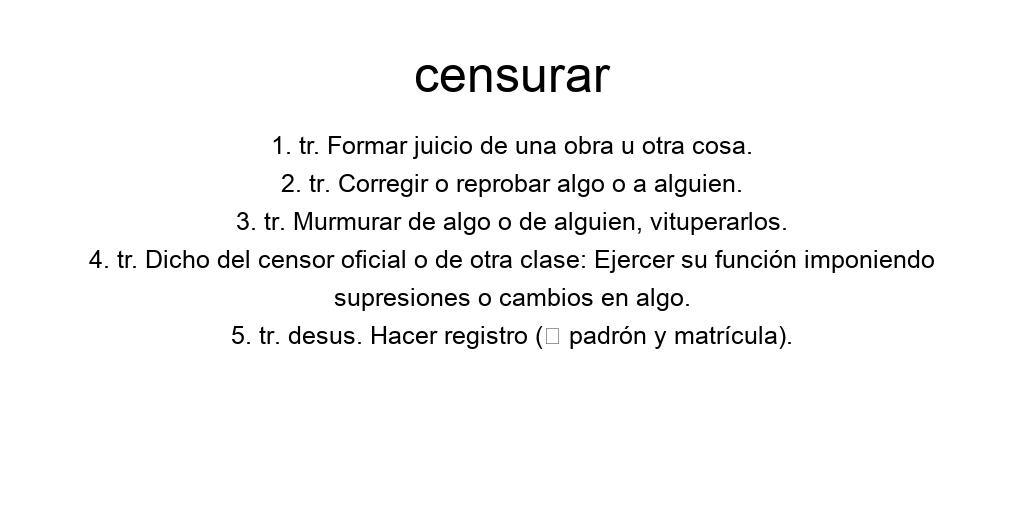 censurar
1. tr. Formar juicio de una obra u otra cosa.
2. tr. Corregir o reprobar algo o a alguien.
3. tr. Murmurar de algo o de alguien, vituperarlos.
4. tr. Dicho del censor oficial o de otra clase: Ejercer su función imponiendo
supresiones o cambios en algo.
5. tr. desus. Hacer registro (□ padrón y matrícula).